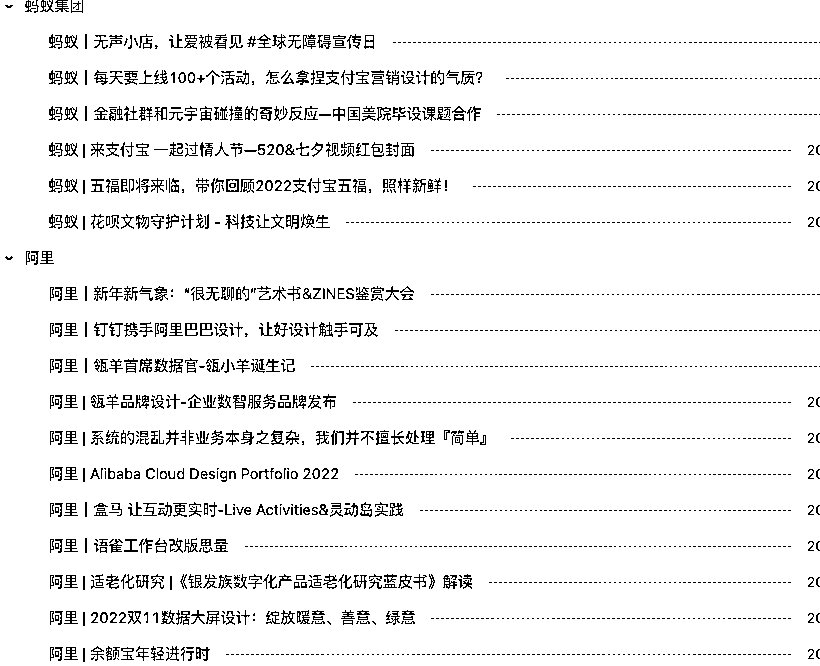 蚂蚁集团
蚂蚁 | 无声小店，让爱被看见 #全球无障碍宣传日
蚂蚁 | 每天要上线100+个活动，怎么拿捏支付宝营销设计的气质？
蚂蚁 | 金融社群和元宇宙碰撞的奇妙反应—中国美院毕设课题合作
蚂蚁 | 来支付宝 一起过情人节—520&七夕视频红包封面 20
蚂蚁 | 五福即将来临，带你回顾2022支付宝五福，照样新鲜！ 20
蚂蚁 | 花呗文物守护计划 - 科技让文明焕生 20
阿里
阿里 | 新年新气象：“很无聊的”艺术书&ZINES鉴赏大会
阿里 | 钉钉携手阿里巴巴设计，让好设计触手可及
阿里 | 瓴羊首席数据官-瓴小羊诞生记
阿里 | 瓴羊品牌设计-企业数智服务品牌发布 20
阿里 | 系统的混乱并非业务本身之复杂，我们并不擅长处理『简单』 20
阿里 | Alibaba Cloud Design Portfolio 2022 20
阿里 | 盒马 让互动更实时-Live Activities&灵动岛实践 20
阿里 | 语雀工作台改版思量 20
阿里 | 适老化研究 |《银发族数字化产品适老化研究蓝皮书》解读 20
阿里 | 2022双11数据大屏设计：绽放暖意、善意、绿意 20
阿里 | 余额宝年轻进行时 20